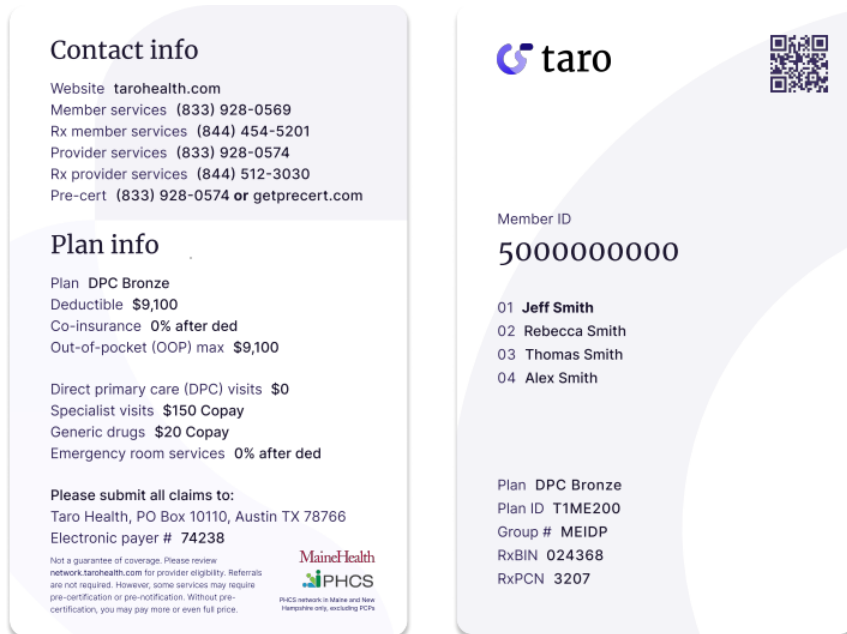 Contact info
Website tarohealth.com
Member services (833) 928-0569
Rx member services (844) 454-5201
Provider services (833) 928-0574
Rx provider services (844) 512-3030
Pre-cert (833) 928-0574 or getprecert.com
Plan info
Plan DPC Bronze
Deductible $9,100
Co-insurance 0% after ded
Out-of-pocket (OOP) max $9,100
Direct primary care (DPC) visits $0
Specialist visits $150 Copay
Generic drugs $20 Copay
Emergency room services 0% after ded
Please submit all claims to:
Taro Health, PO Box 10110, Austin TX 78766
Electronic payer # 74238
Not a guarantee of coverage. Please review
network.tarohealth.com for provider eligibility. Referrals
are not required. However, some services may require
pre-certification or pre-notification. Without pre-
certification, you may pay more or even full price.
MaineHealth
PHCS
PHCS network in Maine and New
Hampshire only, excluding PCPs
taro
Member ID
5000000000
01 Jeff Smith
02 Rebecca Smith
03 Thomas Smith
04 Alex Smith
Plan DPC Bronze
Plan ID T1ME200
Group # MEIDP
RxBIN 024368
RxPCN 3207